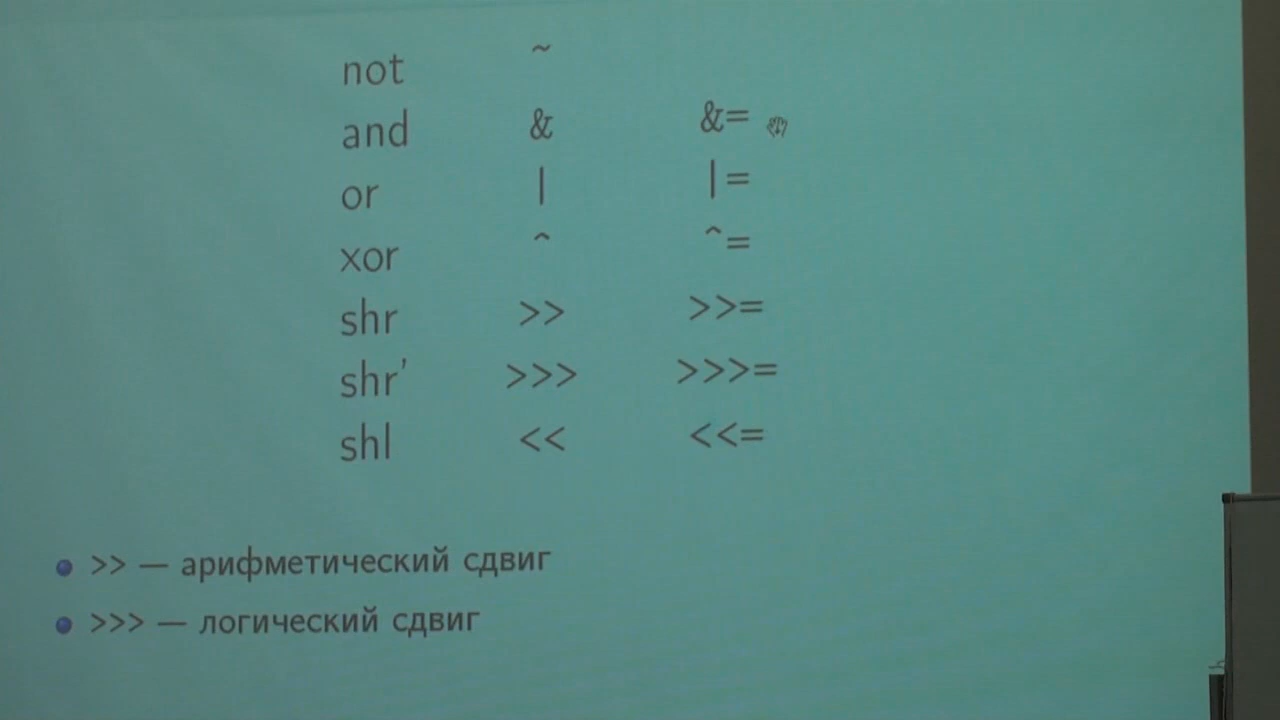 not ~
and & &=
or | |=
xor ^ ^=
shr >> >>=
shr' >>> >>>=
shl << <<=
>> — арифметический сдвиг
>>> — логический сдвиг